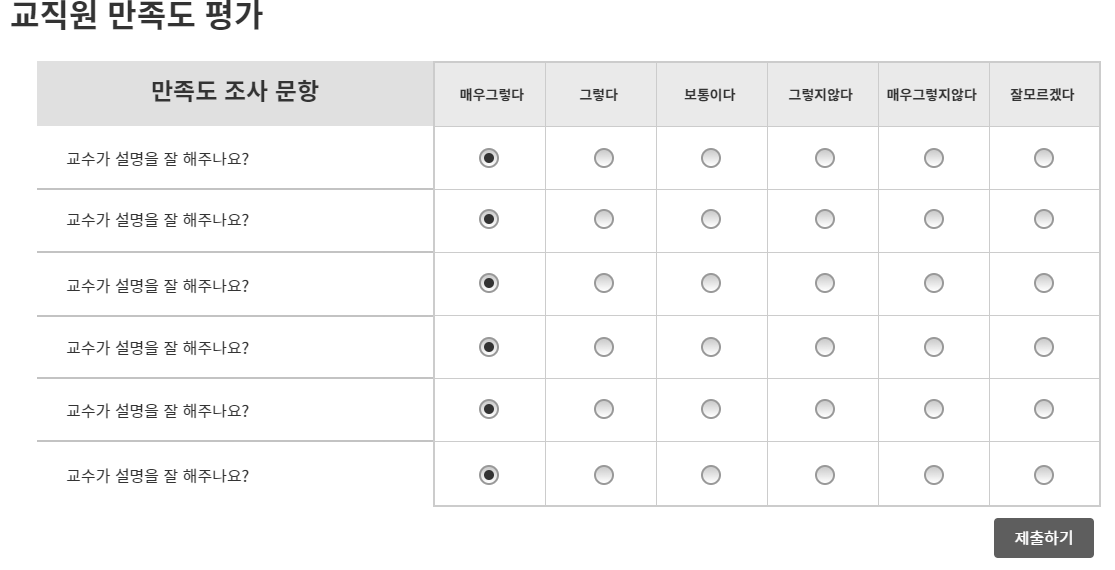 교직원 만족도 평가
만족도 조사 문항 매우그렇다 그렇다 보통이다 그렇지않다 매우그렇지않다 잘모르겠다
교수가 설명을 잘 해주나요?
교수가 설명을 잘 해주나요?
교수가 설명을 잘 해주나요?
교수가 설명을 잘 해주나요?
교수가 설명을 잘 해주나요?
교수가 설명을 잘 해주나요?
제출하기